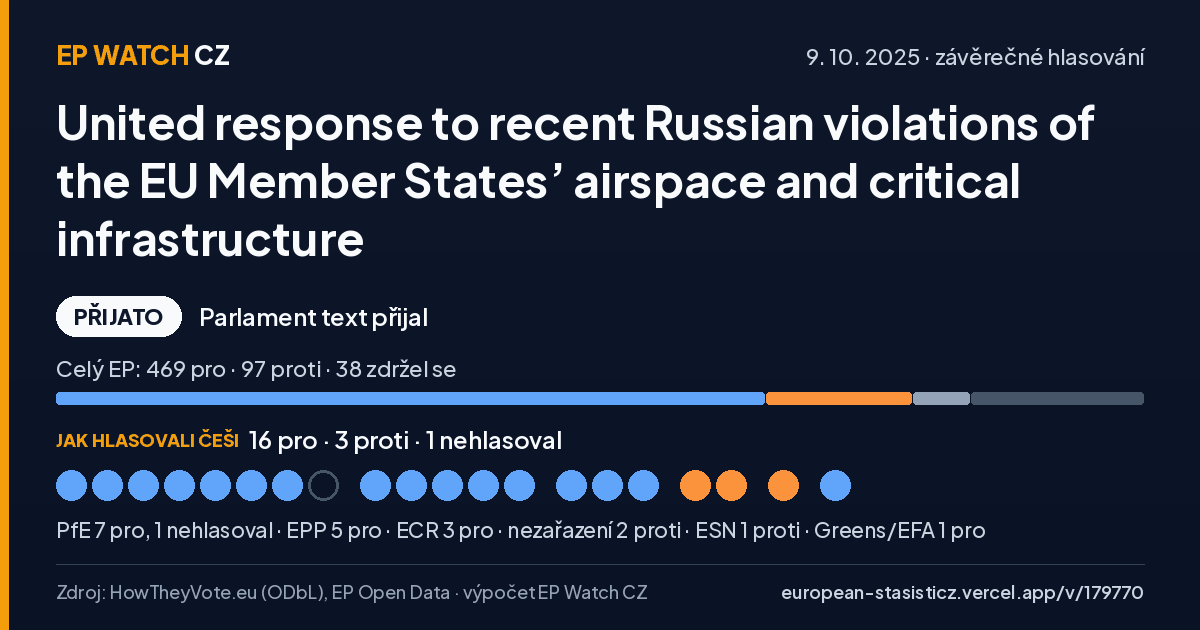 EP WATCH CZ
9. 10. 2025 · závěrečné hlasování
United response to recent Russian violations of
the EU Member States’ airspace and critical
infrastructure
PŘIJATO Parlament text přijal
Celý EP: 469 pro · 97 proti · 38 zdržel se
JAK HLASOVALI ČEŠI 16 pro · 3 proti · 1 nehlasoval
PfE 7 pro, 1 nehlasoval · EPP 5 pro · ECR 3 pro · nezařazení 2 proti · ESN 1 proti · Greens/EFA 1 pro
Zdroj: HowTheyVote.eu (ODbL), EP Open Data · výpočet EP Watch CZ
european-stasisticz.vercel.app/v/179770